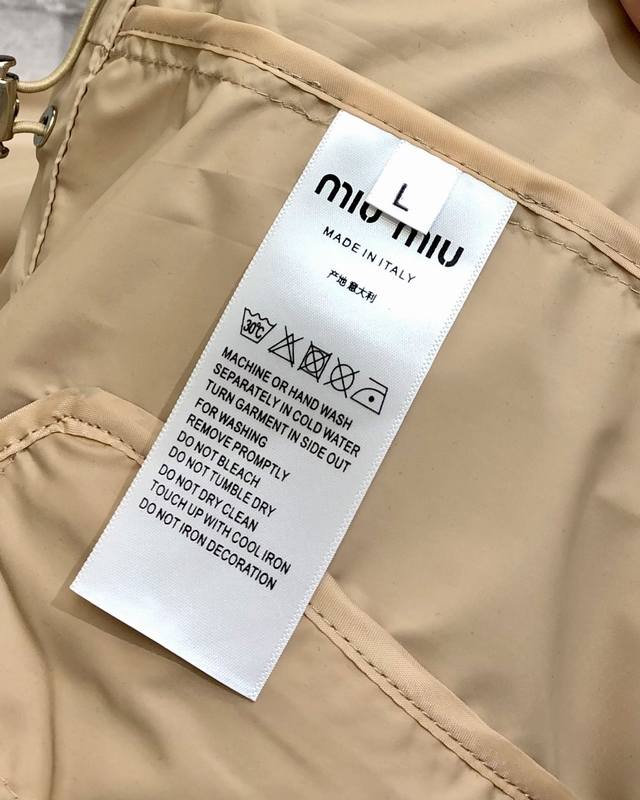 L
miu miu
MADE IN ITALY
产地 意大利
30℃
MACHINE OR HAND WASH
SEPARATELY IN COLD WATER
TURN GARMENT IN SIDE OUT
FOR WASHING
REMOVE PROMPTLY
DO NOT BLEACH
DO NOT TUMBLE DRY
DO NOT DRY CLEAN
TOUCH UP WITH COOL IRON
DO NOT IRON DECORATION